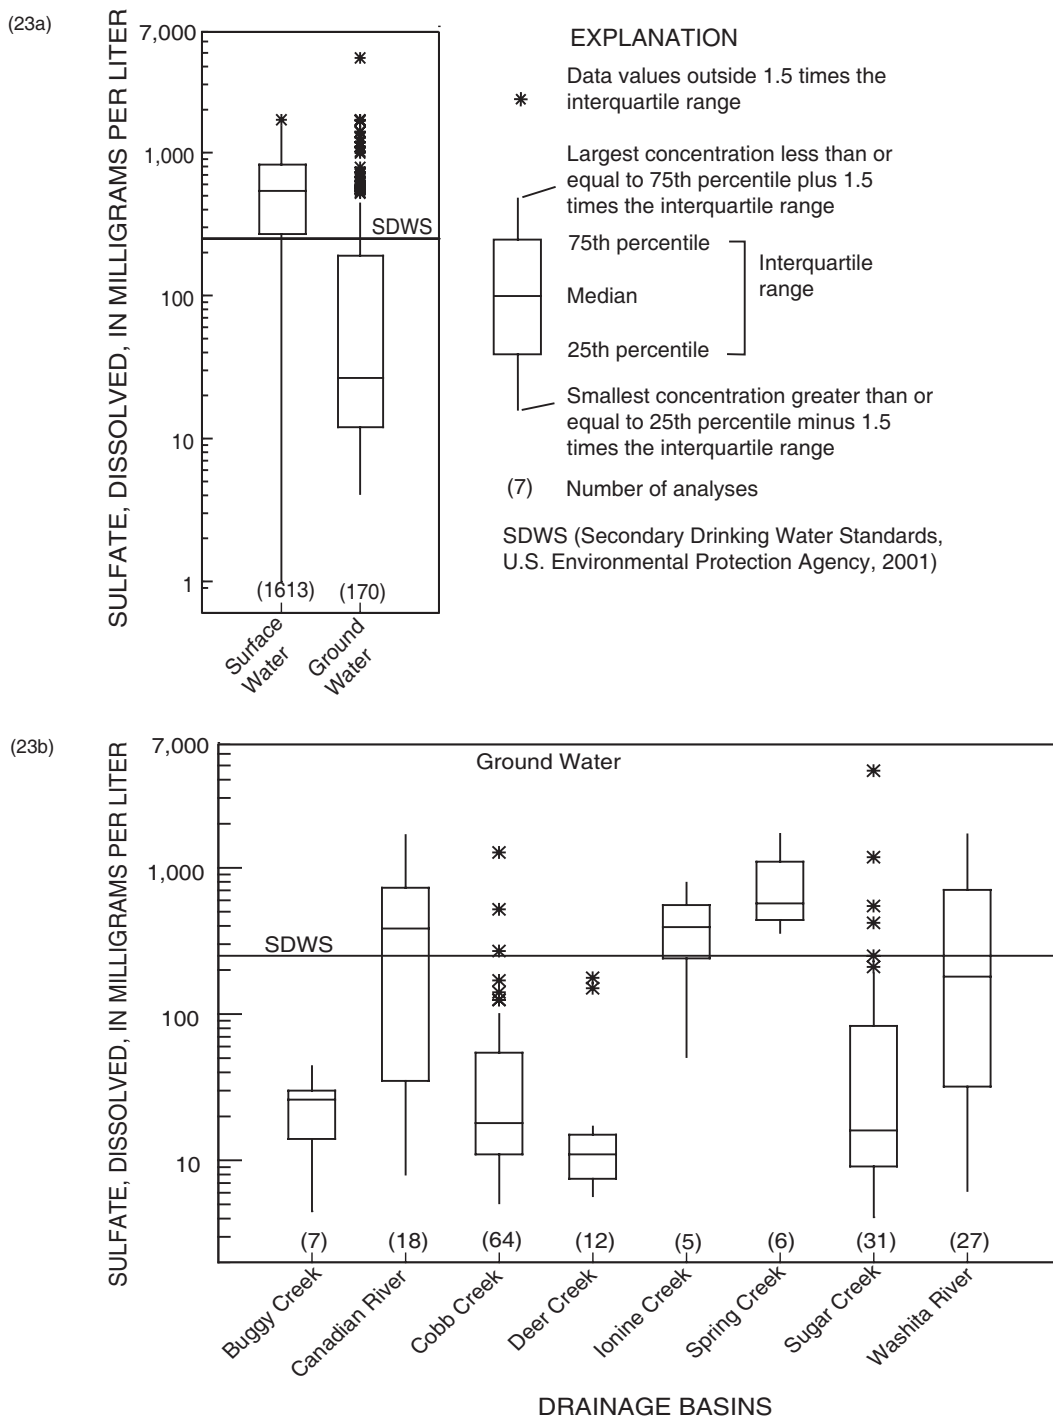 (23a)
SULFATE, DISSOLVED, IN MILLIGRAMS PER LITER
7,000
1,000
100
10
1
SDWS
(1613)
(170)
Surface
Water
Ground
Water
EXPLANATION
Data values outside 1.5 times the
interquartile range
Largest concentration less than or
equal to 75th percentile plus 1.5
times the interquartile range
75th percentile
Median
25th percentile
Interquartile
range
Smallest concentration greater than or
equal to 25th percentile minus 1.5
times the interquartile range
(7) Number of analyses
SDWS (Secondary Drinking Water Standards,
U.S. Environmental Protection Agency, 2001)
(23b)
SULFATE, DISSOLVED, IN MILLIGRAMS PER LITER
7,000
1,000
100
10
Ground Water
SDWS
(7)
(18)
(64)
(12)
(5)
(6)
(31)
(27)
Buggy Creek
Canadian River
Cobb Creek
Deer Creek
Ionine Creek
Spring Creek
Sugar Creek
Washita River
DRAINAGE BASINS